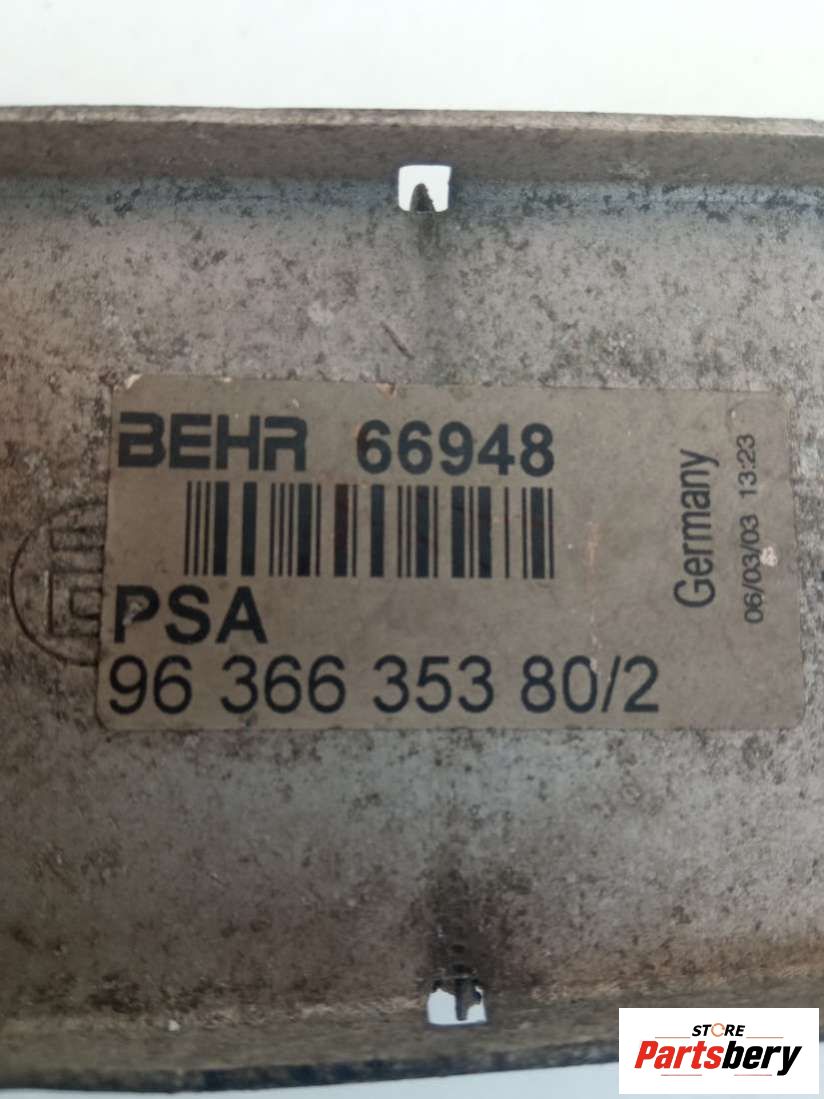 BEHR 66948
PSA
96 366 353 80/2
Germany
06/03/03 13:23
STORE
Partsbery